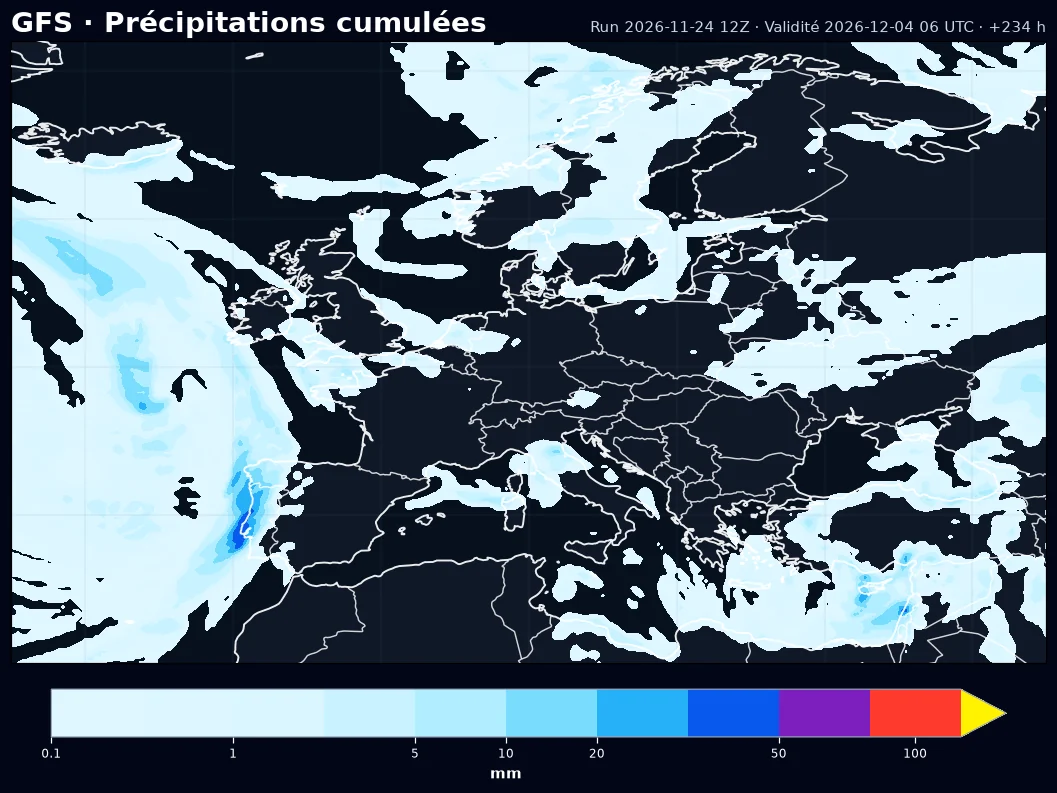 GFS · Précipitations cumulées
Run 2026-11-24 12Z · Validité 2026-12-04 06 UTC · +234 h
0.1 1 5 10 20 50 100
mm